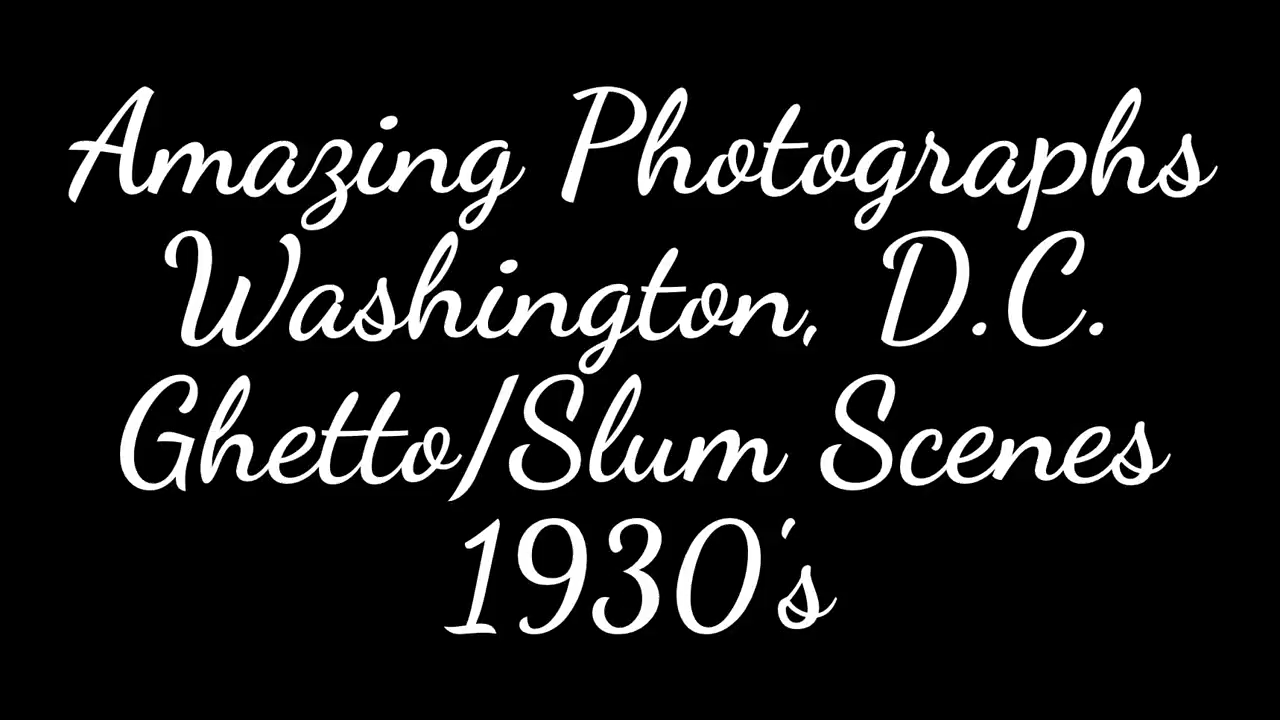 Amazing Photographs
Washington, D.C.
Ghetto/Slum Scenes
1930's